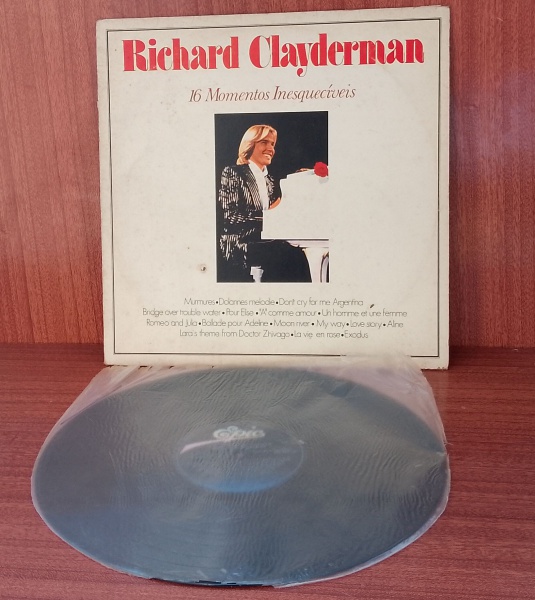 Richard Clayderman
16 Momentos Inesquecíveis
Murmures • Dolannes melodie • Don't cry for me Argentina
Bridge over trouble water • Pour Elise • "A" comme amour • Un homme et une femme
Romeo and Julia • Ballade pour Adeline • Moon river • My way • Love story • Aline
Lara's theme from Doctor Zhivago • La vie en rose • Exodus
Epic